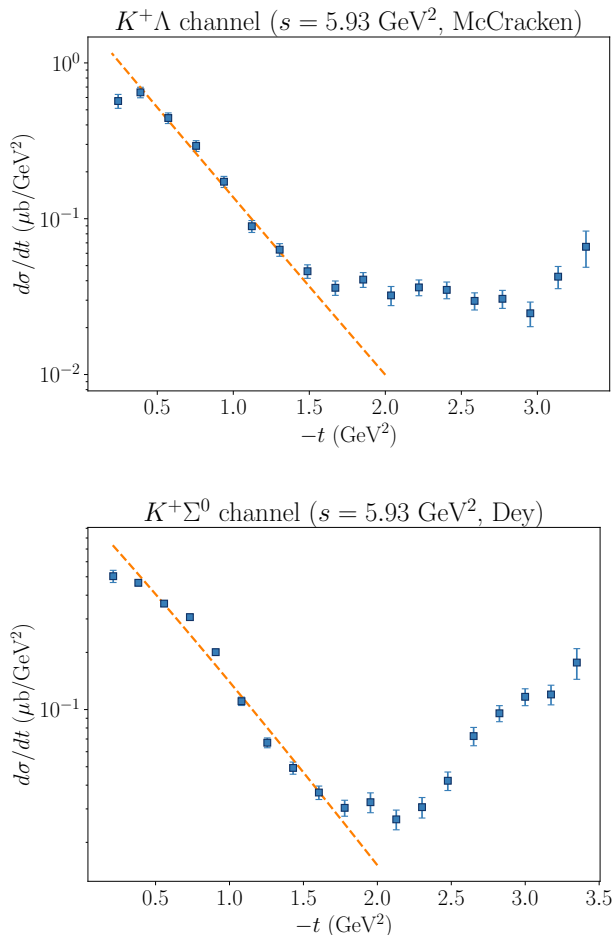 K⁺Λ channel (s = 5.93 GeV², McCracken)
10⁰
10⁻¹
10⁻²
dσ/dt (μb/GeV²)
0.5 1.0 1.5 2.0 2.5 3.0
−t (GeV²)
K⁺Σ⁰ channel (s = 5.93 GeV², Dey)
10⁻¹
dσ/dt (μb/GeV²)
0.5 1.0 1.5 2.0 2.5 3.0 3.5
−t (GeV²)